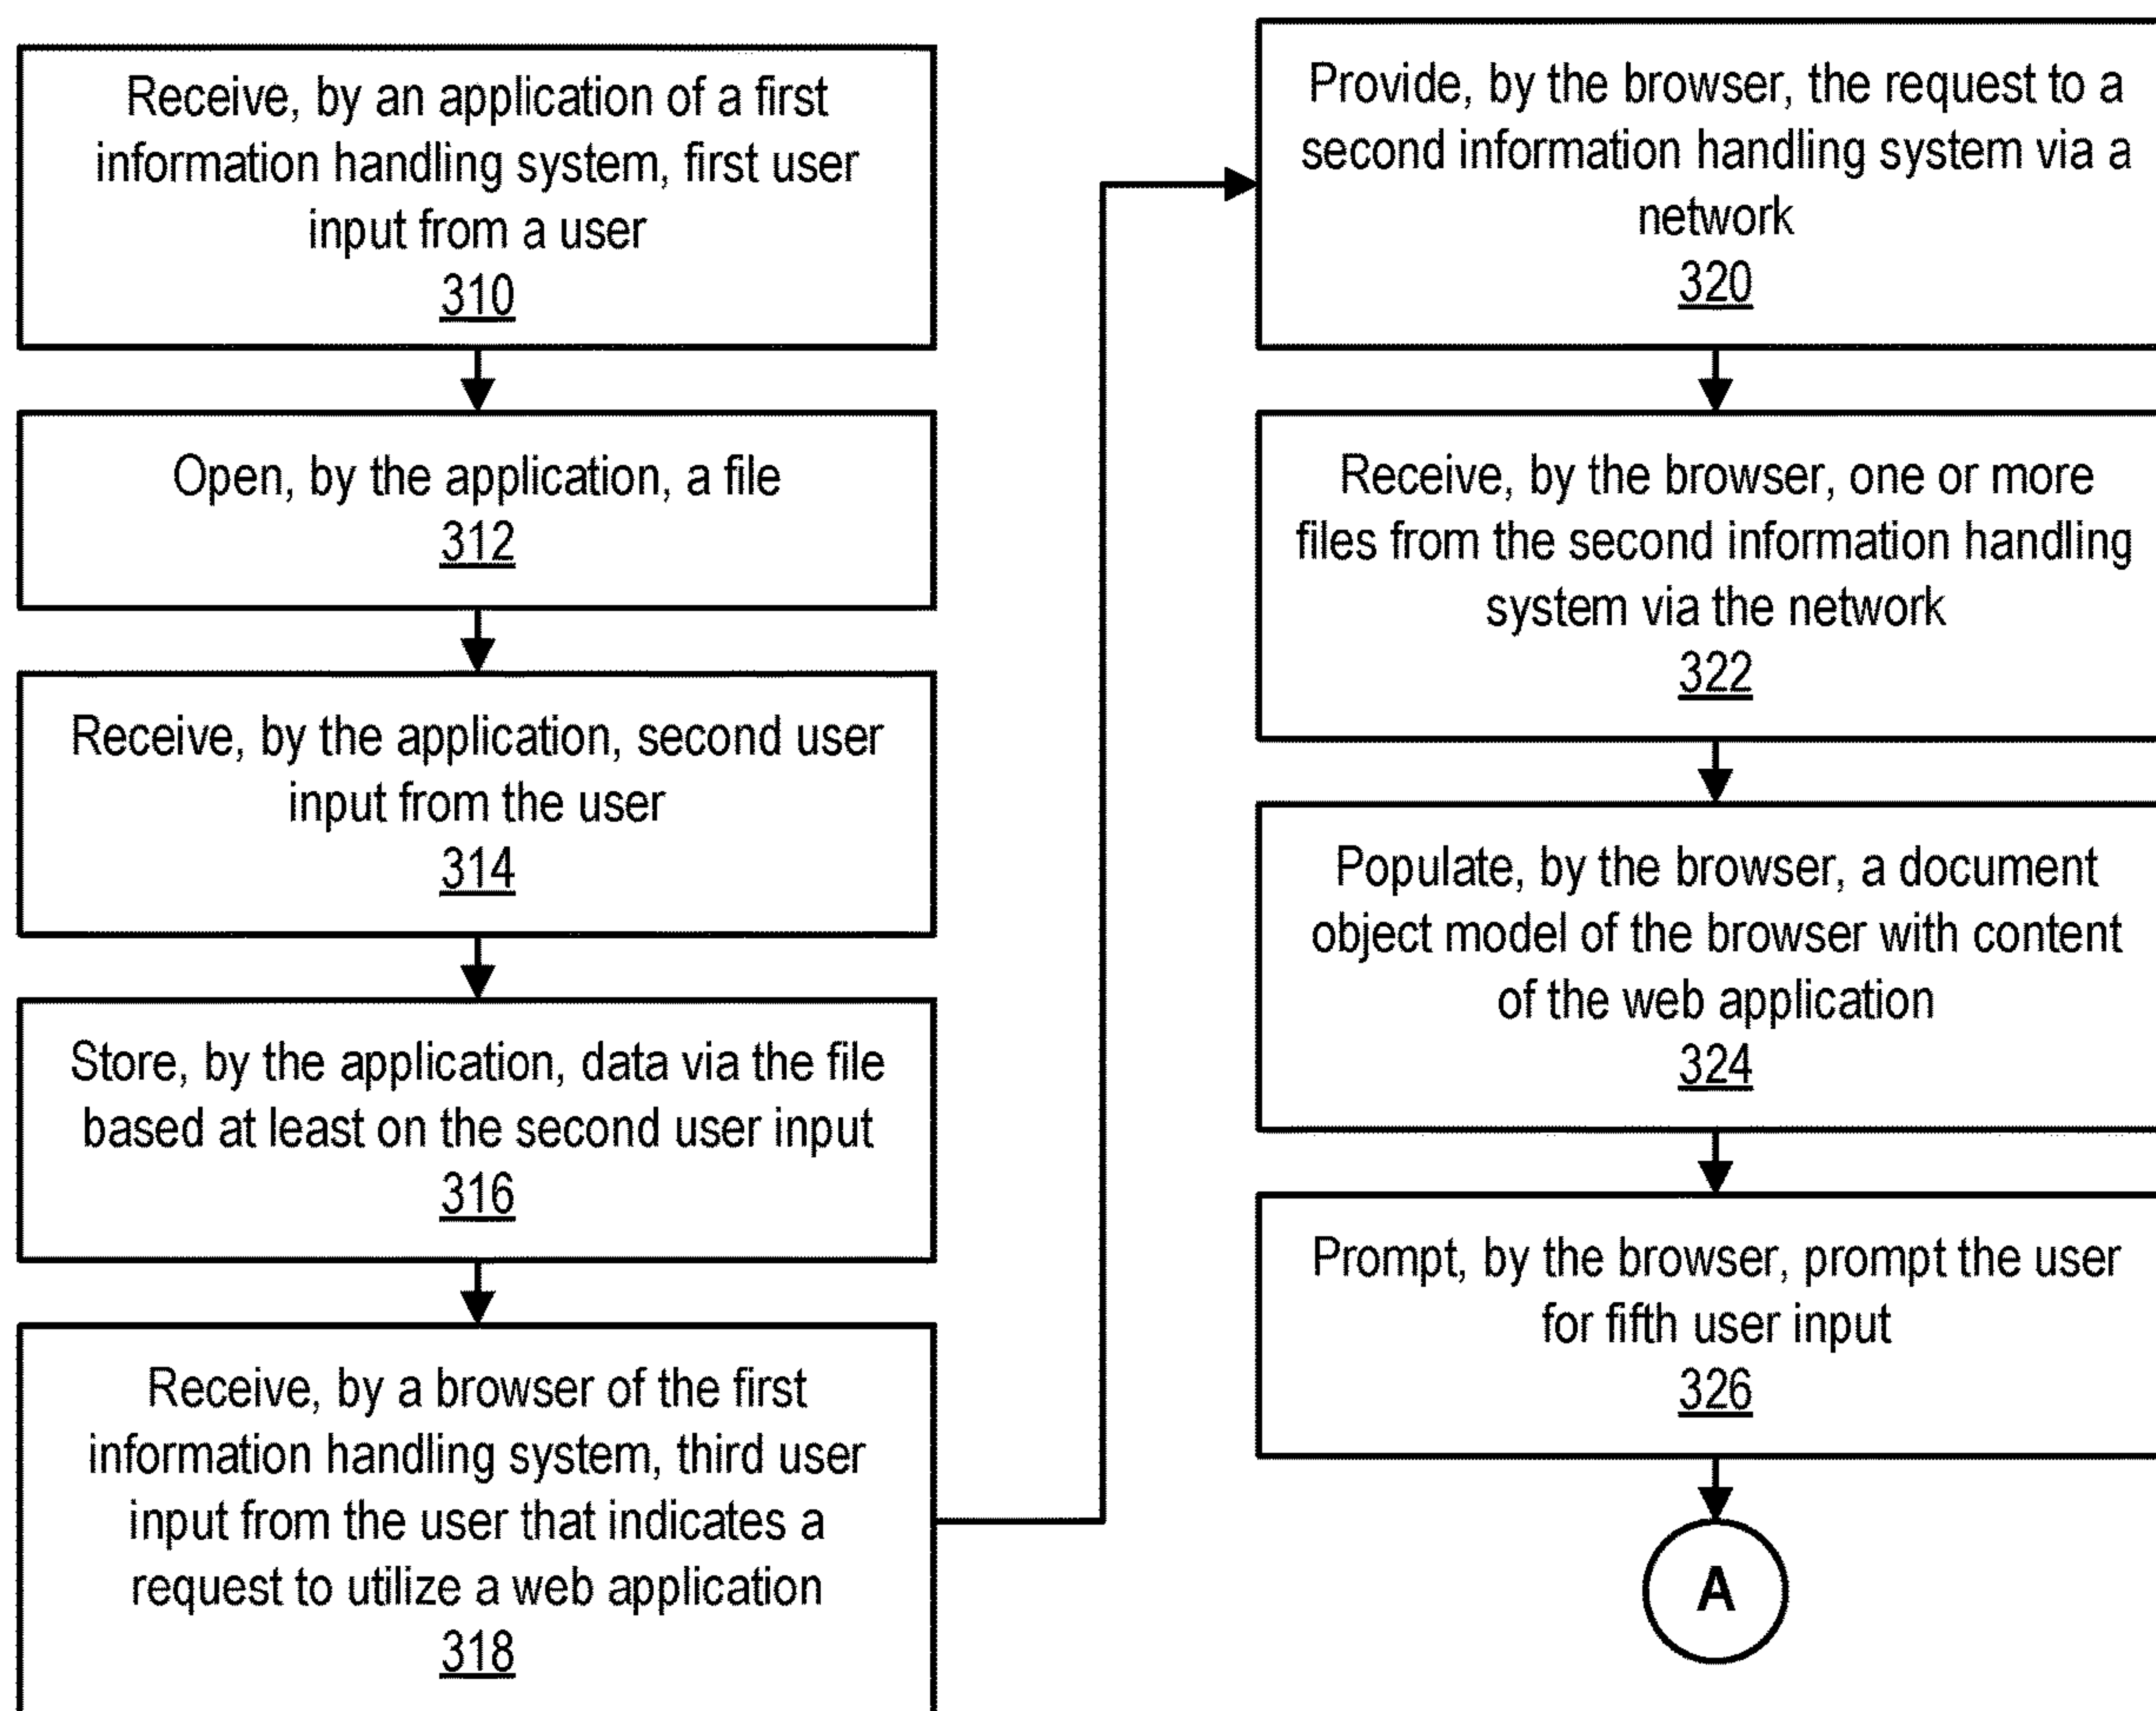 Receive, by an application of a first
information handling system, first user
input from a user
310
Open, by the application, a file
312
Receive, by the application, second user
input from the user
314
Store, by the application, data via the file
based at least on the second user input
316
Receive, by a browser of the first
information handling system, third user
input from the user that indicates a
request to utilize a web application
318
Provide, by the browser, the request to a
second information handling system via a
network
320
Receive, by the browser, one or more
files from the second information handling
system via the network
322
Populate, by the browser, a document
object model of the browser with content
of the web application
324
Prompt, by the browser, prompt the user
for fifth user input
326
A